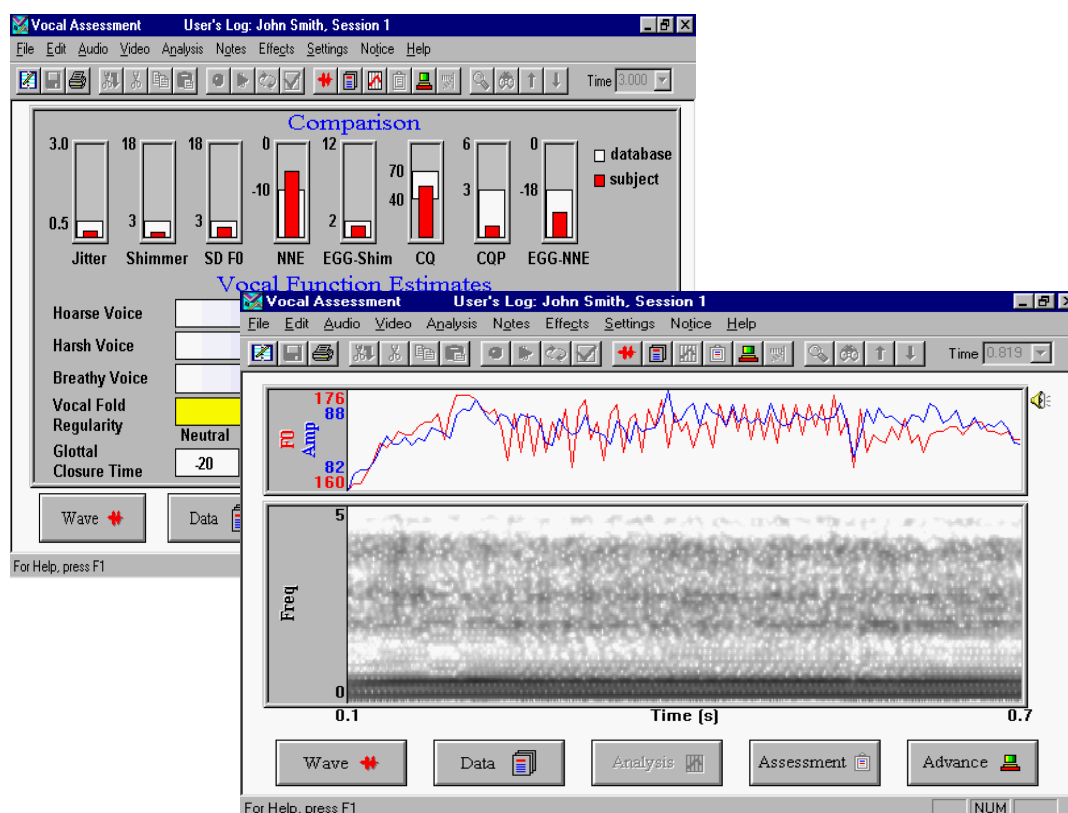 Vocal Assessment User's Log: John Smith, Session 1
File Edit Audio Video Analysis Notes Effects Settings Notice Help
Time 3.000
Comparison
3.0 18 18 0 12 6 0
database
70
subject
-10 3 -18
40
0.5 3 3 2
Jitter Shimmer SD F0 NNE EGG-Shim CQ CQP EGG-NNE
Vocal Function Estimates
Hoarse Voice
Harsh Voice
Breathy Voice
Vocal Fold
Regularity
Neutral
Glottal
Closure Time
-20
Wave Data
For Help, press F1
Vocal Assessment User's Log: John Smith, Session 1
File Edit Audio Video Analysis Notes Effects Settings Notice Help
Time 0.819
176
88
F0
Amp
82
160
5
Freq
0
0.1 Time (s) 0.7
Wave Data Analysis Assessment Advance
For Help, press F1 NUM